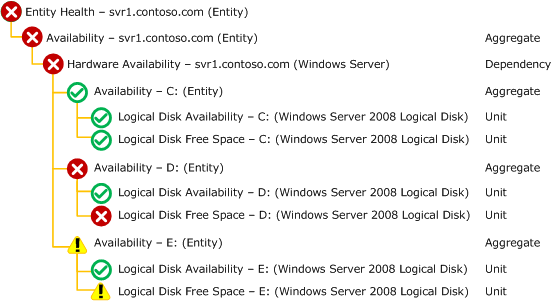 Entity Health – svr1.contoso.com (Entity)
Availability – svr1.contoso.com (Entity) Aggregate
Hardware Availability – svr1.contoso.com (Windows Server) Dependency
Availability – C: (Entity) Aggregate
Logical Disk Availability – C: (Windows Server 2008 Logical Disk) Unit
Logical Disk Free Space – C: (Windows Server 2008 Logical Disk) Unit
Availability – D: (Entity) Aggregate
Logical Disk Availability – D: (Windows Server 2008 Logical Disk) Unit
Logical Disk Free Space – D: (Windows Server 2008 Logical Disk) Unit
Availability – E: (Entity) Aggregate
Logical Disk Availability – E: (Windows Server 2008 Logical Disk) Unit
Logical Disk Free Space – E: (Windows Server 2008 Logical Disk) Unit